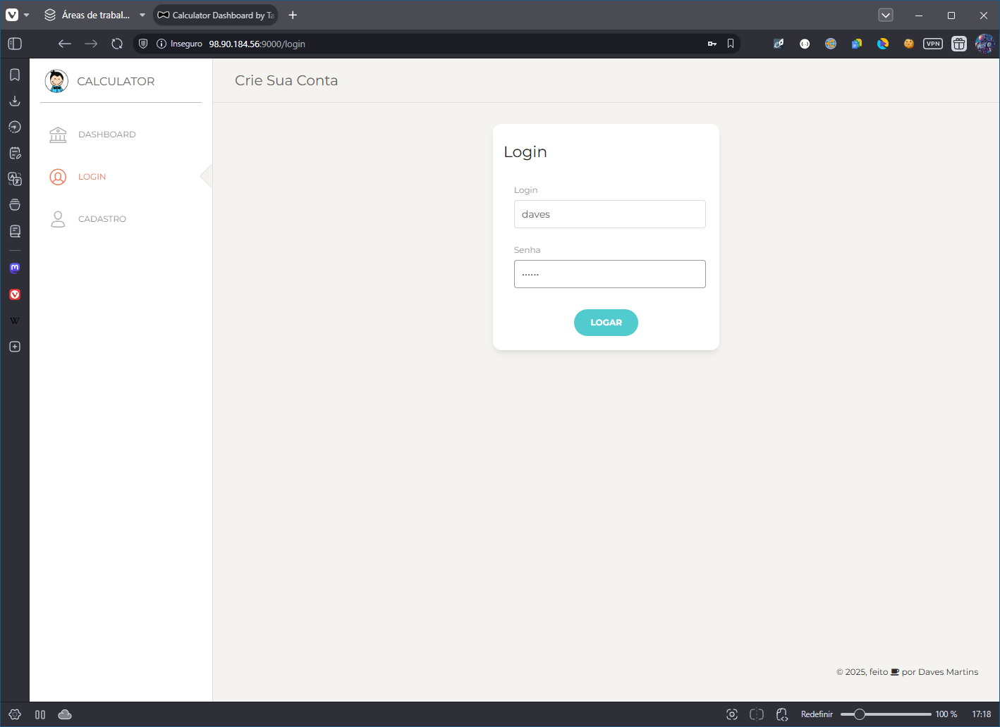 Áreas de trabal...
Calculator Dashboard by Ta
Inseguro 98.90.184.56:9000/login
VPN
CALCULATOR
Crie Sua Conta
DASHBOARD
LOGIN
CADASTRO
Login
Login
daves
Senha
······
LOGAR
© 2025, feito por Daves Martins
Redefinir
100 %
17:18